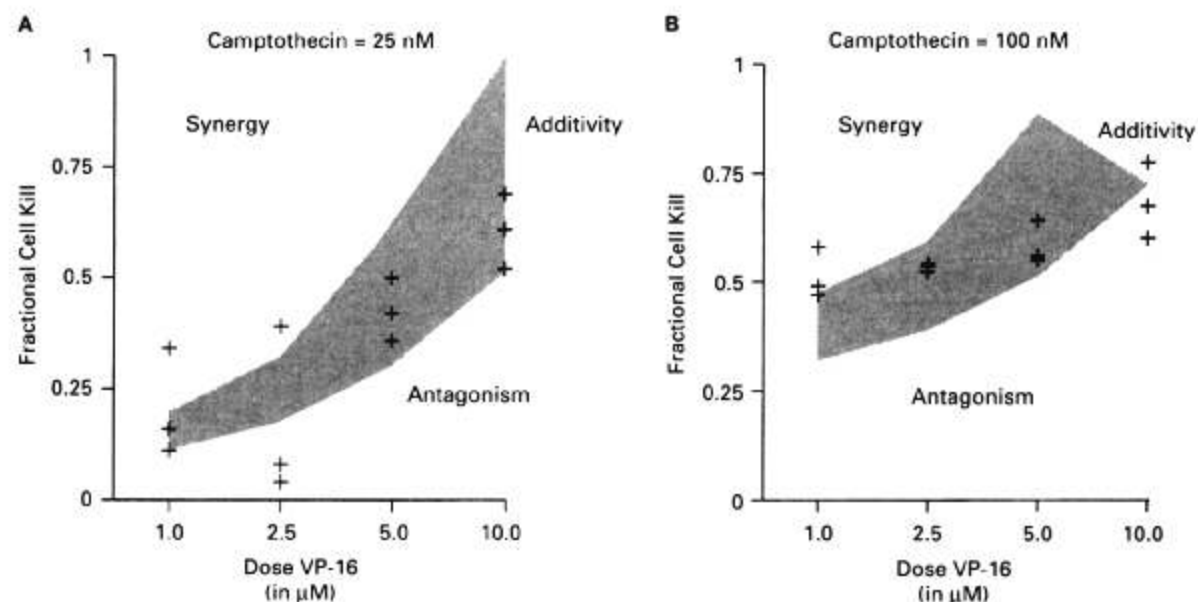 A
Camptothecin = 25 nM
1
Synergy
Additivity
0.75
Fractional Cell Kill
0.5
0.25
Antagonism
0
1.0 2.5 5.0 10.0
Dose VP-16
(in μM)
B
Camptothecin = 100 nM
1
Synergy
Additivity
0.75
Fractional Cell Kill
0.5
0.25
Antagonism
0
1.0 2.5 5.0 10.0
Dose VP-16
(in μM)